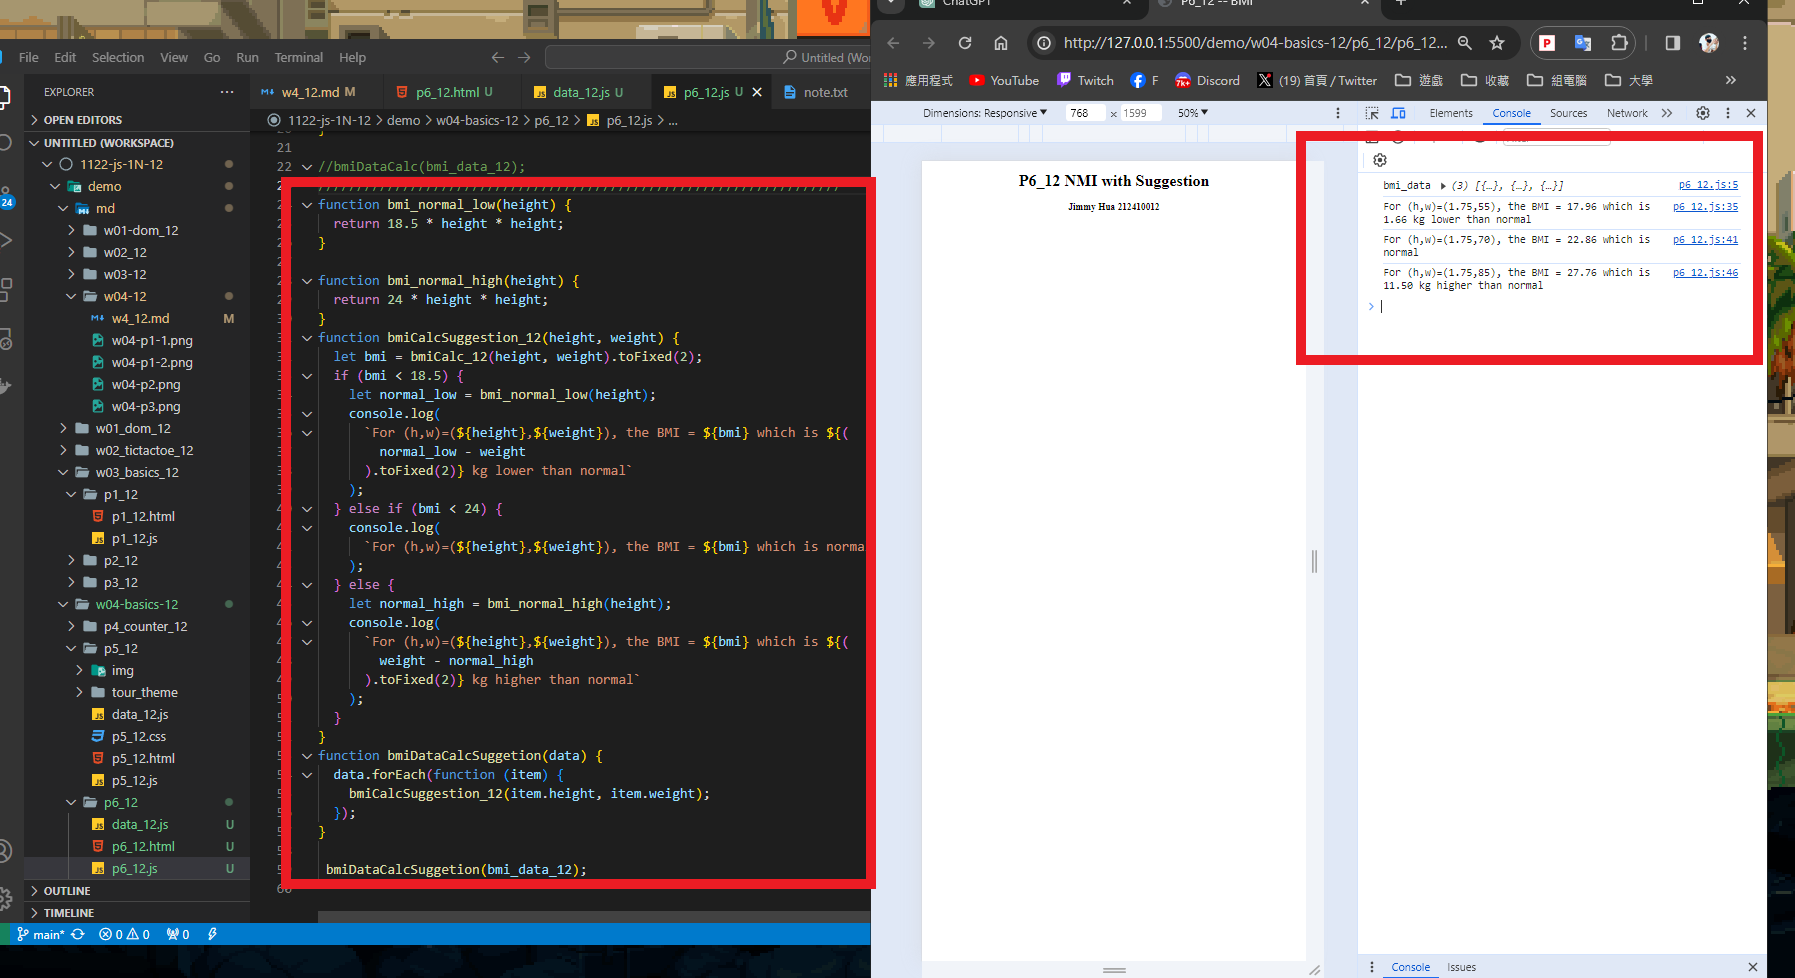 File Edit Selection View Go Run Terminal Help
Untitled (Wor
EXPLORER
OPEN EDITORS
UNTITLED (WORKSPACE)
1122-js-1N-12
demo
md
w01-dom_12
w02_12
w03-12
w04-12
w4_12.md M
w04-p1-1.png
w04-p1-2.png
w04-p2.png
w04-p3.png
w01_dom_12
w02_tictactoe_12
w03_basics_12
p1_12
p1_12.html
p1_12.js
p2_12
p3_12
w04-basics-12
p4_counter_12
p5_12
img
tour_theme
data_12.js
p5_12.css
p5_12.html
p5_12.js
p6_12
data_12.js U
p6_12.html U
p6_12.js U
OUTLINE
TIMELINE
24
main* 0 0 0
w4_12.md M p6_12.html U data_12.js U p6_12.js U note.txt
1122-js-1N-12 > demo > w04-basics-12 > p6_12 > p6_12.js > ...
21
22 //bmiDataCalc(bmi_data_12);
function bmi_normal_low(height) {
return 18.5 * height * height;
}
function bmi_normal_high(height) {
return 24 * height * height;
}
function bmiCalcSuggestion_12(height, weight) {
let bmi = bmiCalc_12(height, weight).toFixed(2);
if (bmi < 18.5) {
let normal_low = bmi_normal_low(height);
console.log(
`For (h,w)=(${height},${weight}), the BMI = ${bmi} which is ${(
normal_low - weight
).toFixed(2)} kg lower than normal`
);
} else if (bmi < 24) {
console.log(
`For (h,w)=(${height},${weight}), the BMI = ${bmi} which is norma
);
} else {
let normal_high = bmi_normal_high(height);
console.log(
`For (h,w)=(${height},${weight}), the BMI = ${bmi} which is ${(
weight - normal_high
).toFixed(2)} kg higher than normal`
);
}
}
function bmiDataCalcSuggetion(data) {
data.forEach(function (item) {
bmiCalcSuggestion_12(item.height, item.weight);
});
}
bmiDataCalcSuggetion(bmi_data_12);
ChatGPT P6_12 -- BMI
http://127.0.0.1:5500/demo/w04-basics-12/p6_12/p6_12...
應用程式 YouTube Twitch F Discord (19) 首頁 / Twitter 遊戲 收藏 組電腦 大學
Dimensions: Responsive 768 x 1599 50%
Elements Console Sources Network
P6_12 NMI with Suggestion
Jimmy Hua 212410012
bmi_data (3) [{…}, {…}, {…}] p6_12.js:5
For (h,w)=(1.75,55), the BMI = 17.96 which is p6_12.js:35
1.66 kg lower than normal
For (h,w)=(1.75,70), the BMI = 22.86 which is p6_12.js:41
normal
For (h,w)=(1.75,85), the BMI = 27.76 which is p6_12.js:46
11.50 kg higher than normal
Console Issues